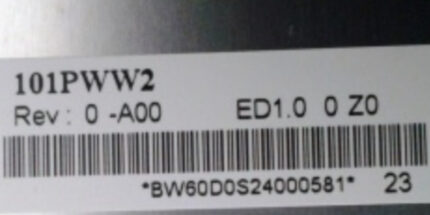 101PWW2
Rev : 0 -A00 ED1.0 0 Z0
*BW60D0S24000581* 23